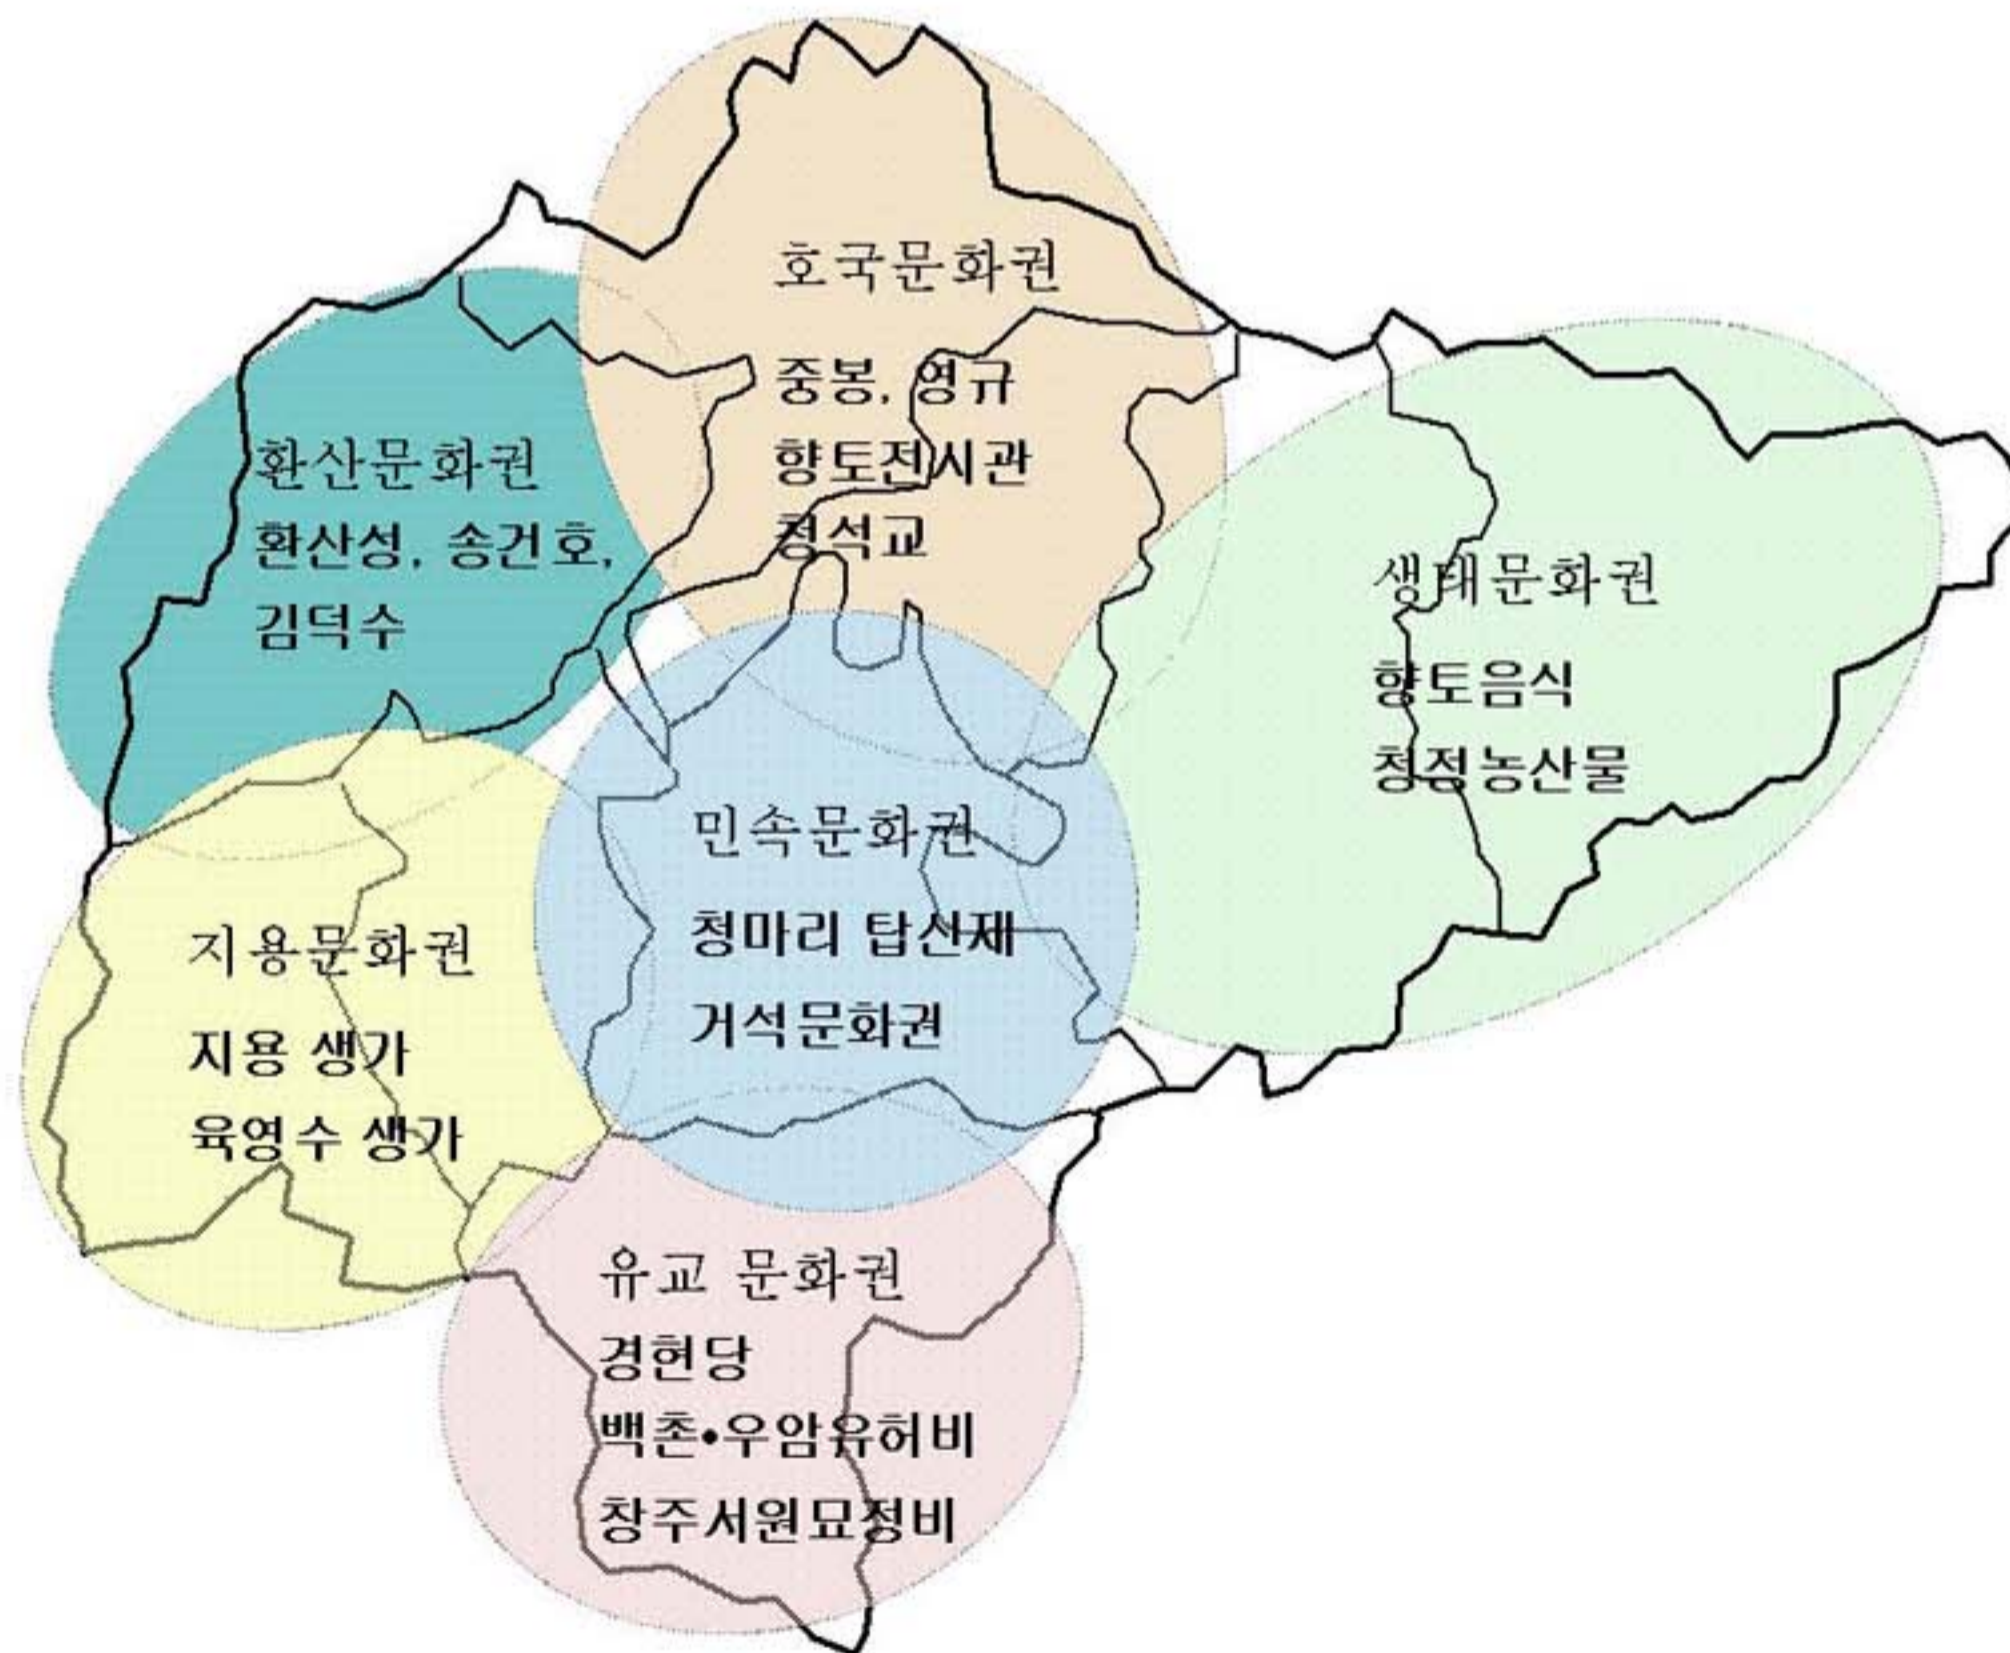 호국문화권
중봉, 영규
향토전시관
청석교
환산문화권
환산성, 송건호,
김덕수
생태문화권
향토음식
청정농산물
민속문화권
청마리 탑신제
거석문화권
지용문화권
지용 생가
육영수 생가
유교 문화권
경현당
백촌•우암유허비
창주서원묘정비